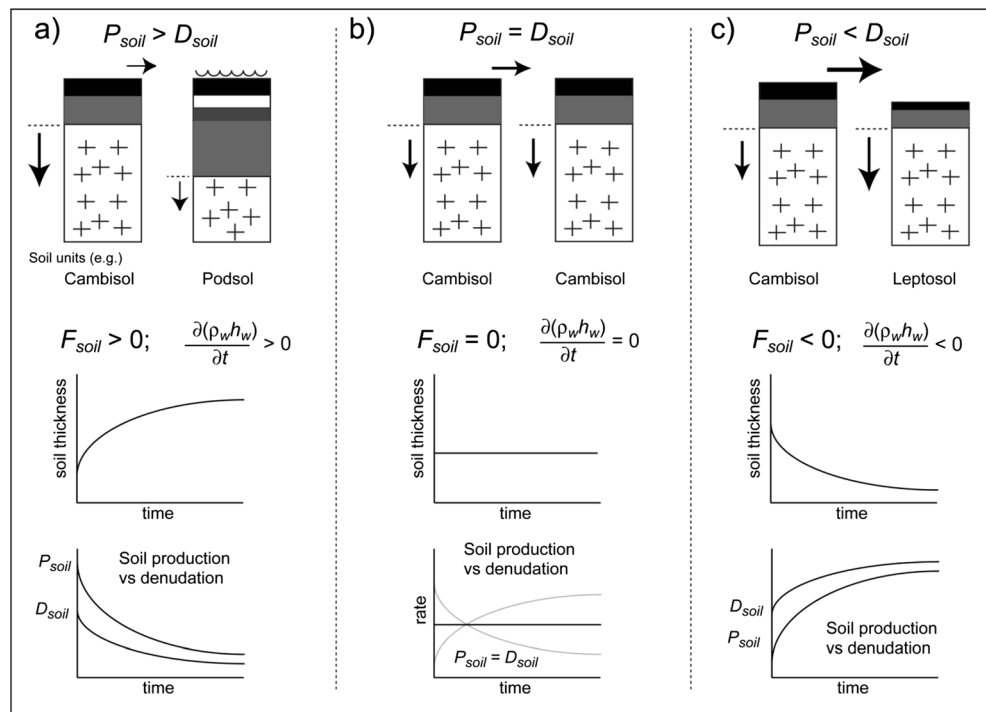 a)
P_soil > D_soil
Soil units (e.g.)
Cambisol
Podsol
F_soil > 0; ∂(ρ_w h_w)/∂t > 0
soil thickness
time
P_soil
D_soil
Soil production
vs denudation
time
b)
P_soil = D_soil
Cambisol
Cambisol
F_soil = 0; ∂(ρ_w h_w)/∂t = 0
soil thickness
time
Soil production
vs denudation
rate
P_soil = D_soil
time
c)
P_soil < D_soil
Cambisol
Leptosol
F_soil < 0; ∂(ρ_w h_w)/∂t < 0
soil thickness
time
D_soil
P_soil
Soil production
vs denudation
time